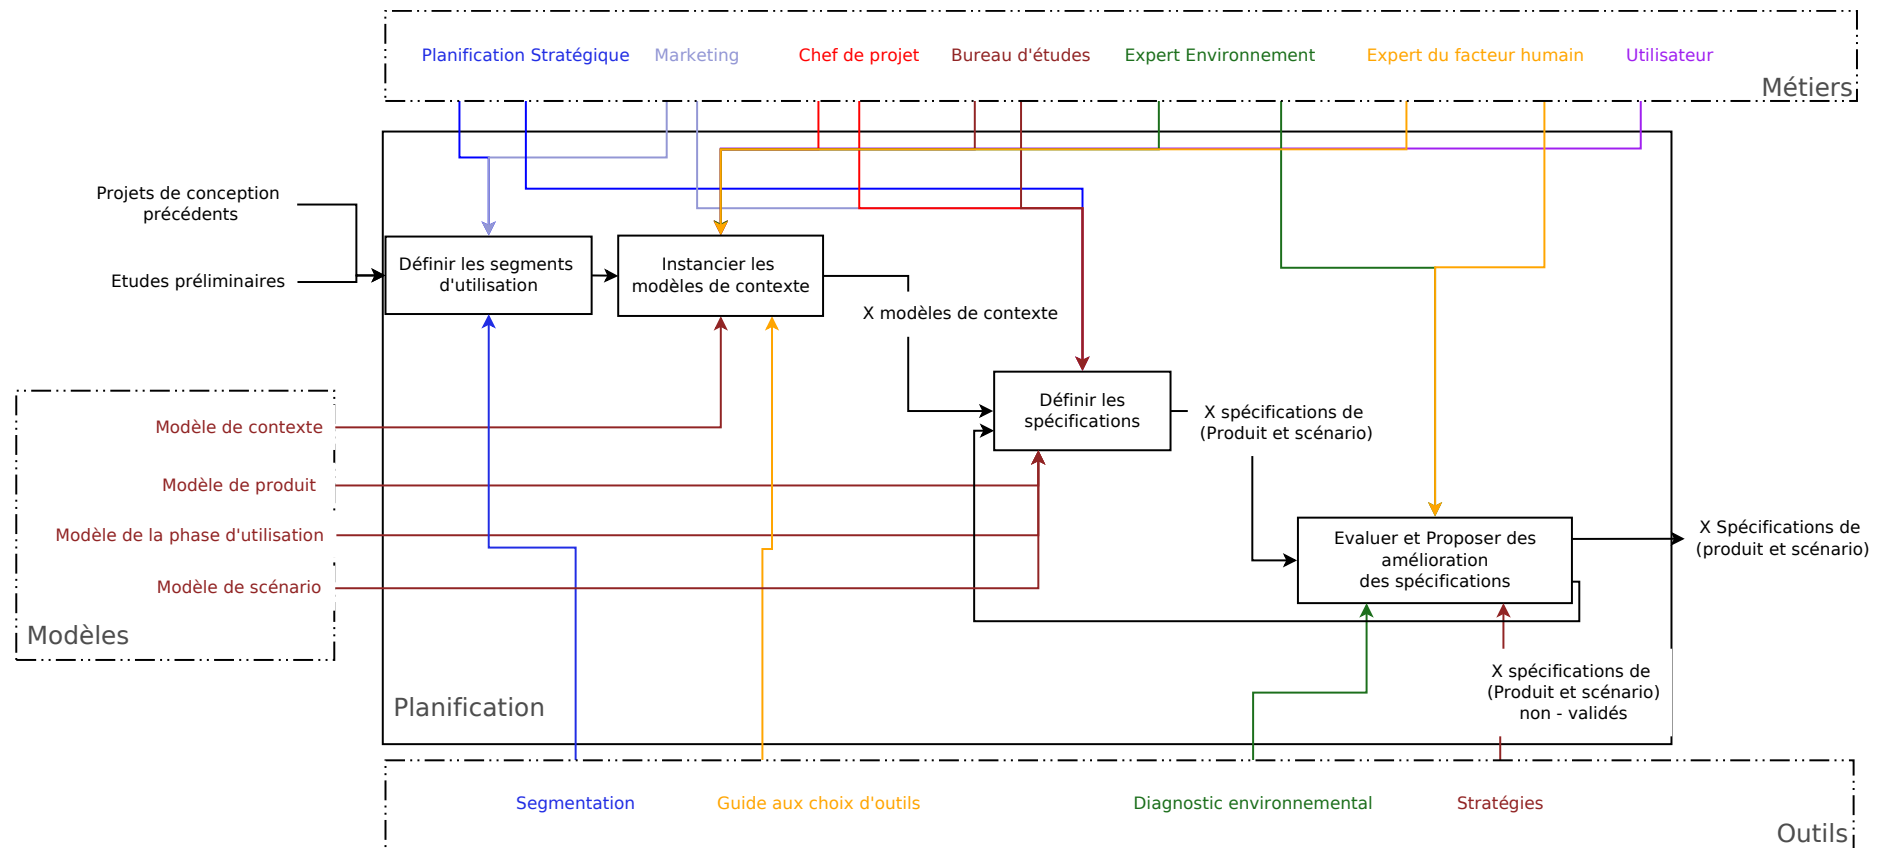 Planification Stratégique
Marketing
Chef de projet
Bureau d'études
Expert Environnement
Expert du facteur humain
Utilisateur
Métiers
Projets de conception
précédents
Etudes préliminaires
Définir les segments
d'utilisation
Instancier les
modèles de contexte
X modèles de contexte
Définir les
spécifications
X spécifications de
(Produit et scénario)
Modèle de contexte
Modèle de produit
Modèle de la phase d'utilisation
Modèle de scénario
Modèles
Evaluer et Proposer des
amélioration
des spécifications
X Spécifications de
(produit et scénario)
X spécifications de
(Produit et scénario)
non - validés
Planification
Segmentation
Guide aux choix d'outils
Diagnostic environnemental
Stratégies
Outils